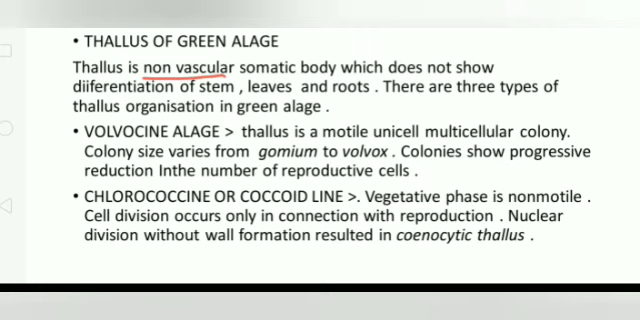 • THALLUS OF GREEN ALAGE
Thallus is non vascular somatic body which does not show
diiferentiation of stem , leaves and roots . There are three types of
thallus organisation in green alage .
• VOLVOCINE ALAGE > thallus is a motile unicell multicellular colony.
Colony size varies from gomium to volvox . Colonies show progressive
reduction Inthe number of reproductive cells .
• CHLOROCOCCINE OR COCCOID LINE >. Vegetative phase is nonmotile .
Cell division occurs only in connection with reproduction . Nuclear
division without wall formation resulted in coenocytic thallus .